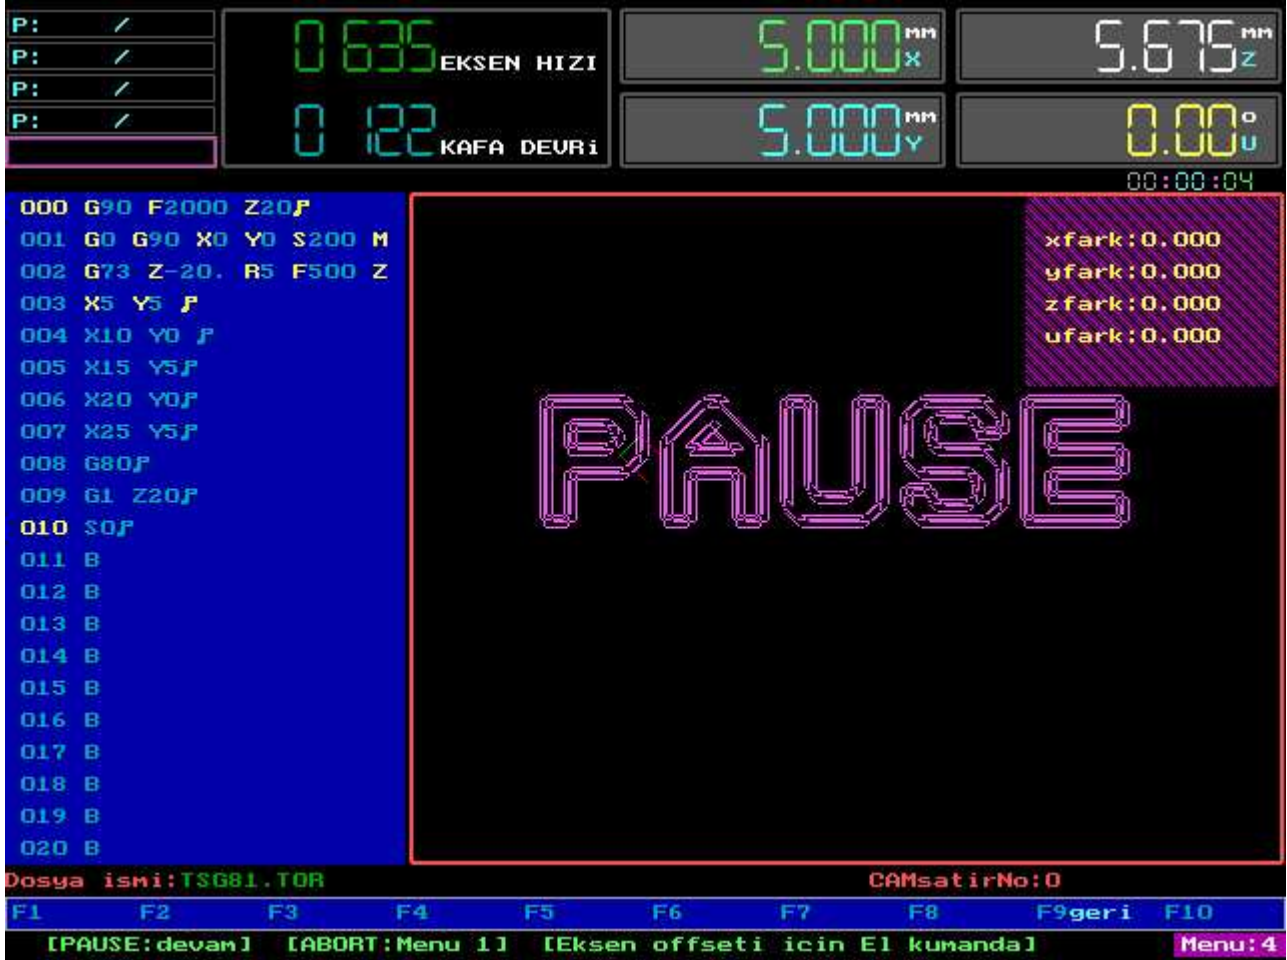 P: /
P: /
P: /
P: /
0 635 EKSEN HIZI
0 122 KAFA DEVRi
5.000 MM X
5.000 MM Y
5.675 MM Z
0.00 o U
00:00:04
000 G90 F2000 Z20
001 G0 G90 X0 Y0 S200 M
002 G73 Z-20. R5 F500 Z
003 X5 Y5
004 X10 Y0
005 X15 Y5
006 X20 Y0
007 X25 Y5
008 G80
009 G1 Z20
010 S0
011 B
012 B
013 B
014 B
015 B
016 B
017 B
018 B
019 B
020 B
xfark:0.000
yfark:0.000
zfark:0.000
ufark:0.000
PAUSE
Dosya ismi:TSG81.TOR
CAMsatirNo:0
F1 F2 F3 F4 F5 F6 F7 F8 F9geri F10
[PAUSE:devam] [ABORT:Menu 1] [Eksen offseti icin El kumanda] Menu:4